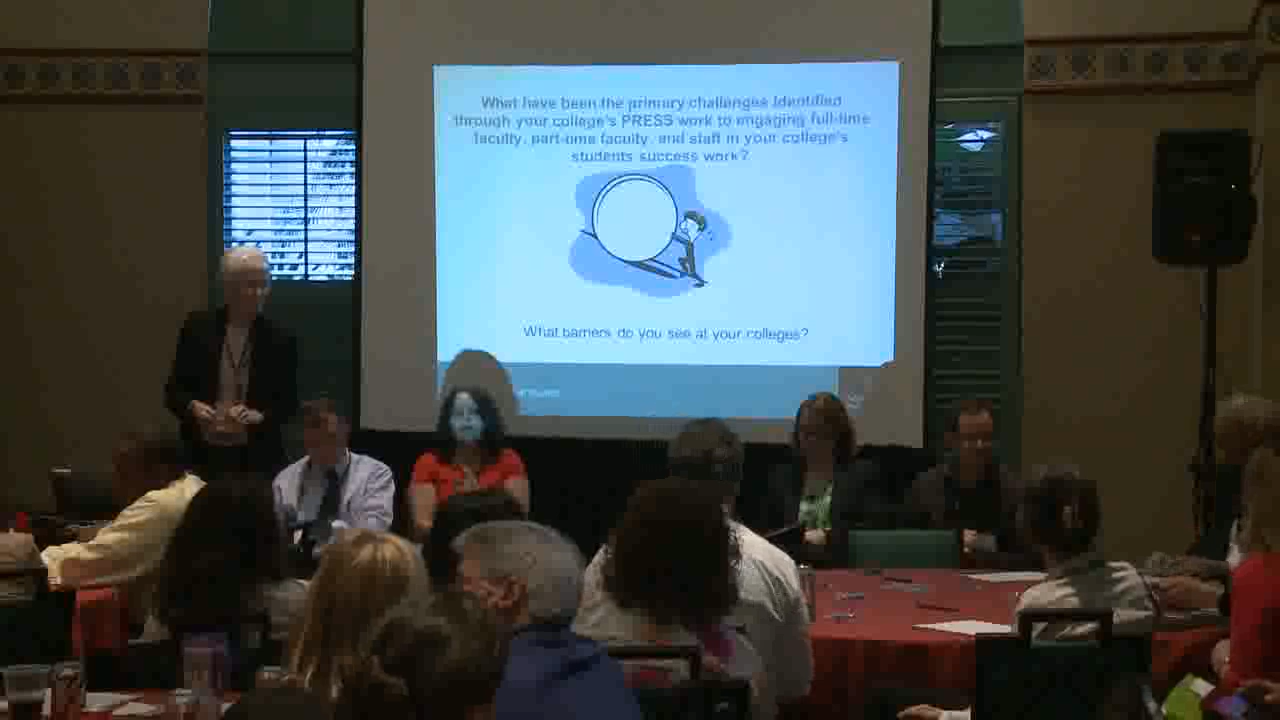 What have been the primary challenges identified
through your college's PRESS work to engaging full-time
faculty, part-time faculty, and staff in your college's
students success work?
What barriers do you see at your colleges?